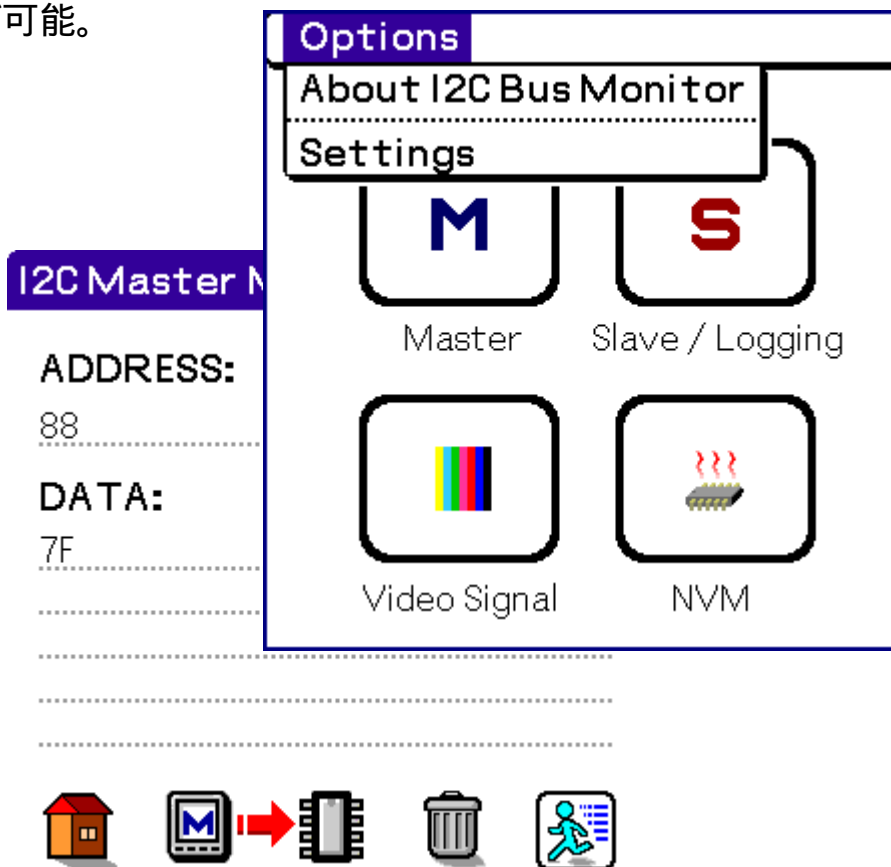 可能。
Options
About I2C Bus Monitor
Settings
M
S
Master
Slave / Logging
Video Signal
NVM
I2C Master
ADDRESS:
88
DATA:
7F
M